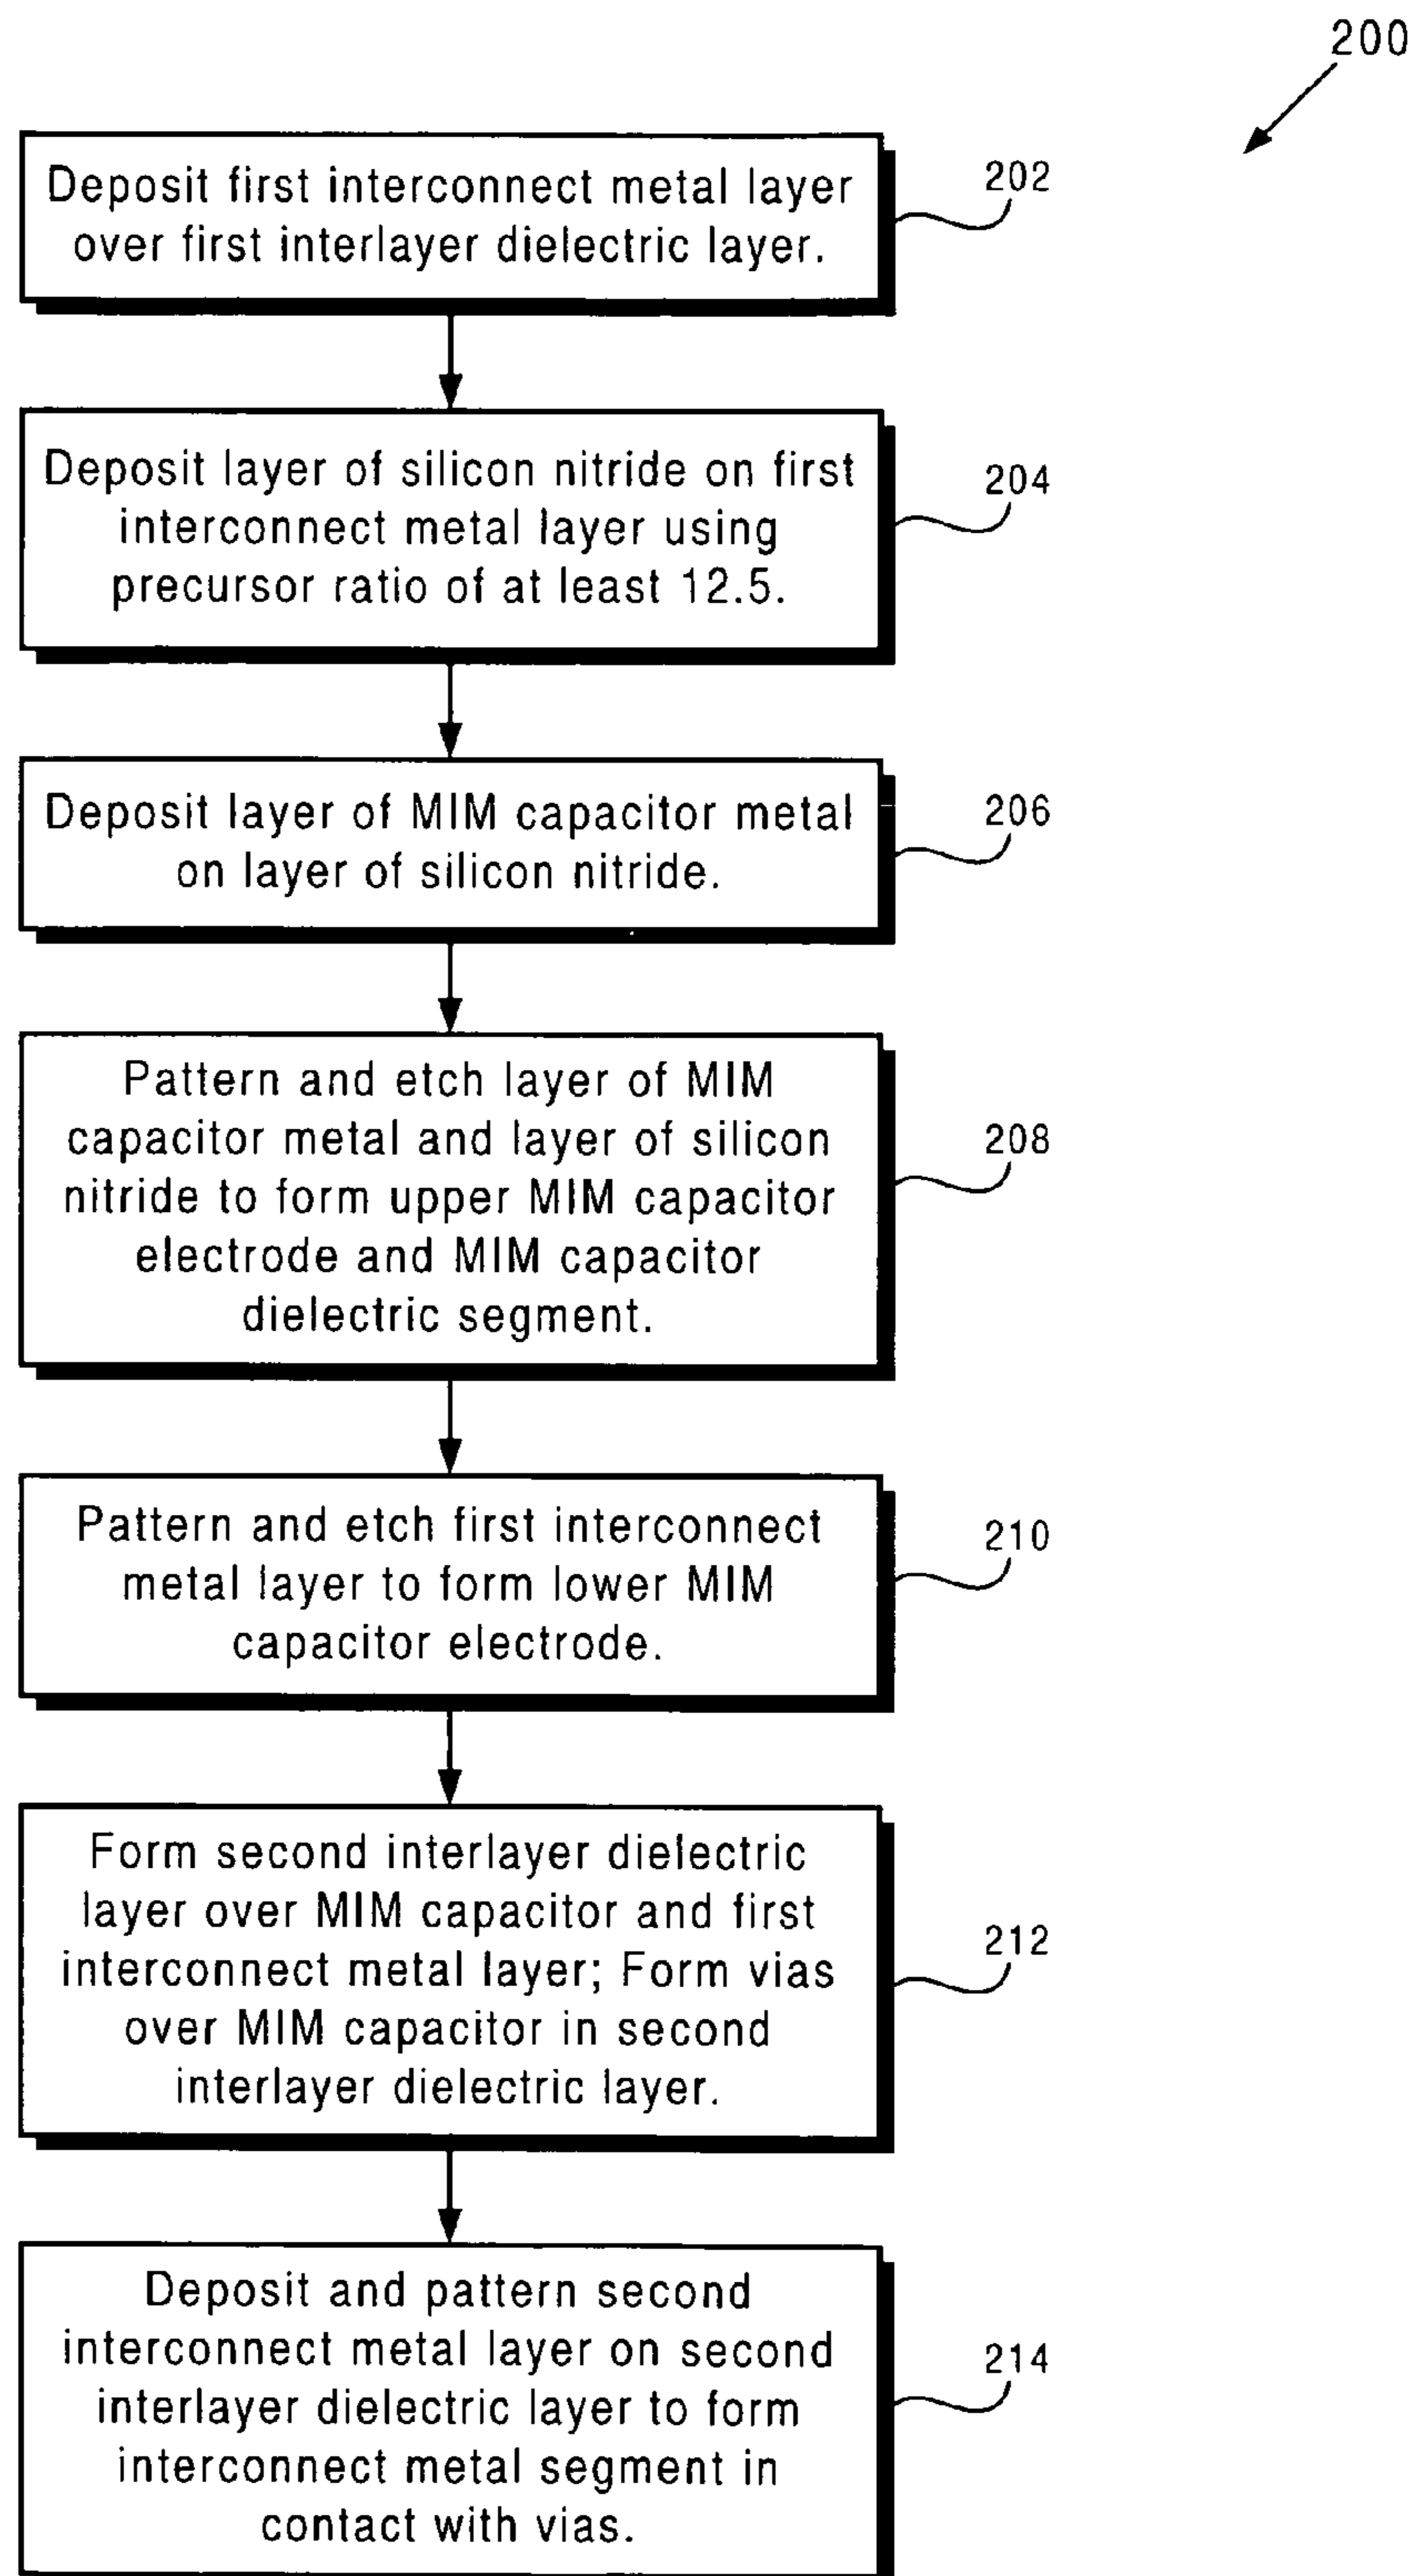 200
Deposit first interconnect metal layer
over first interlayer dielectric layer.
202
Deposit layer of silicon nitride on first
interconnect metal layer using
precursor ratio of at least 12.5.
204
Deposit layer of MIM capacitor metal
on layer of silicon nitride.
206
Pattern and etch layer of MIM
capacitor metal and layer of silicon
nitride to form upper MIM capacitor
electrode and MIM capacitor
dielectric segment.
208
Pattern and etch first interconnect
metal layer to form lower MIM
capacitor electrode.
210
Form second interlayer dielectric
layer over MIM capacitor and first
interconnect metal layer; Form vias
over MIM capacitor in second
interlayer dielectric layer.
212
Deposit and pattern second
interconnect metal layer on second
interlayer dielectric layer to form
interconnect metal segment in
contact with vias.
214